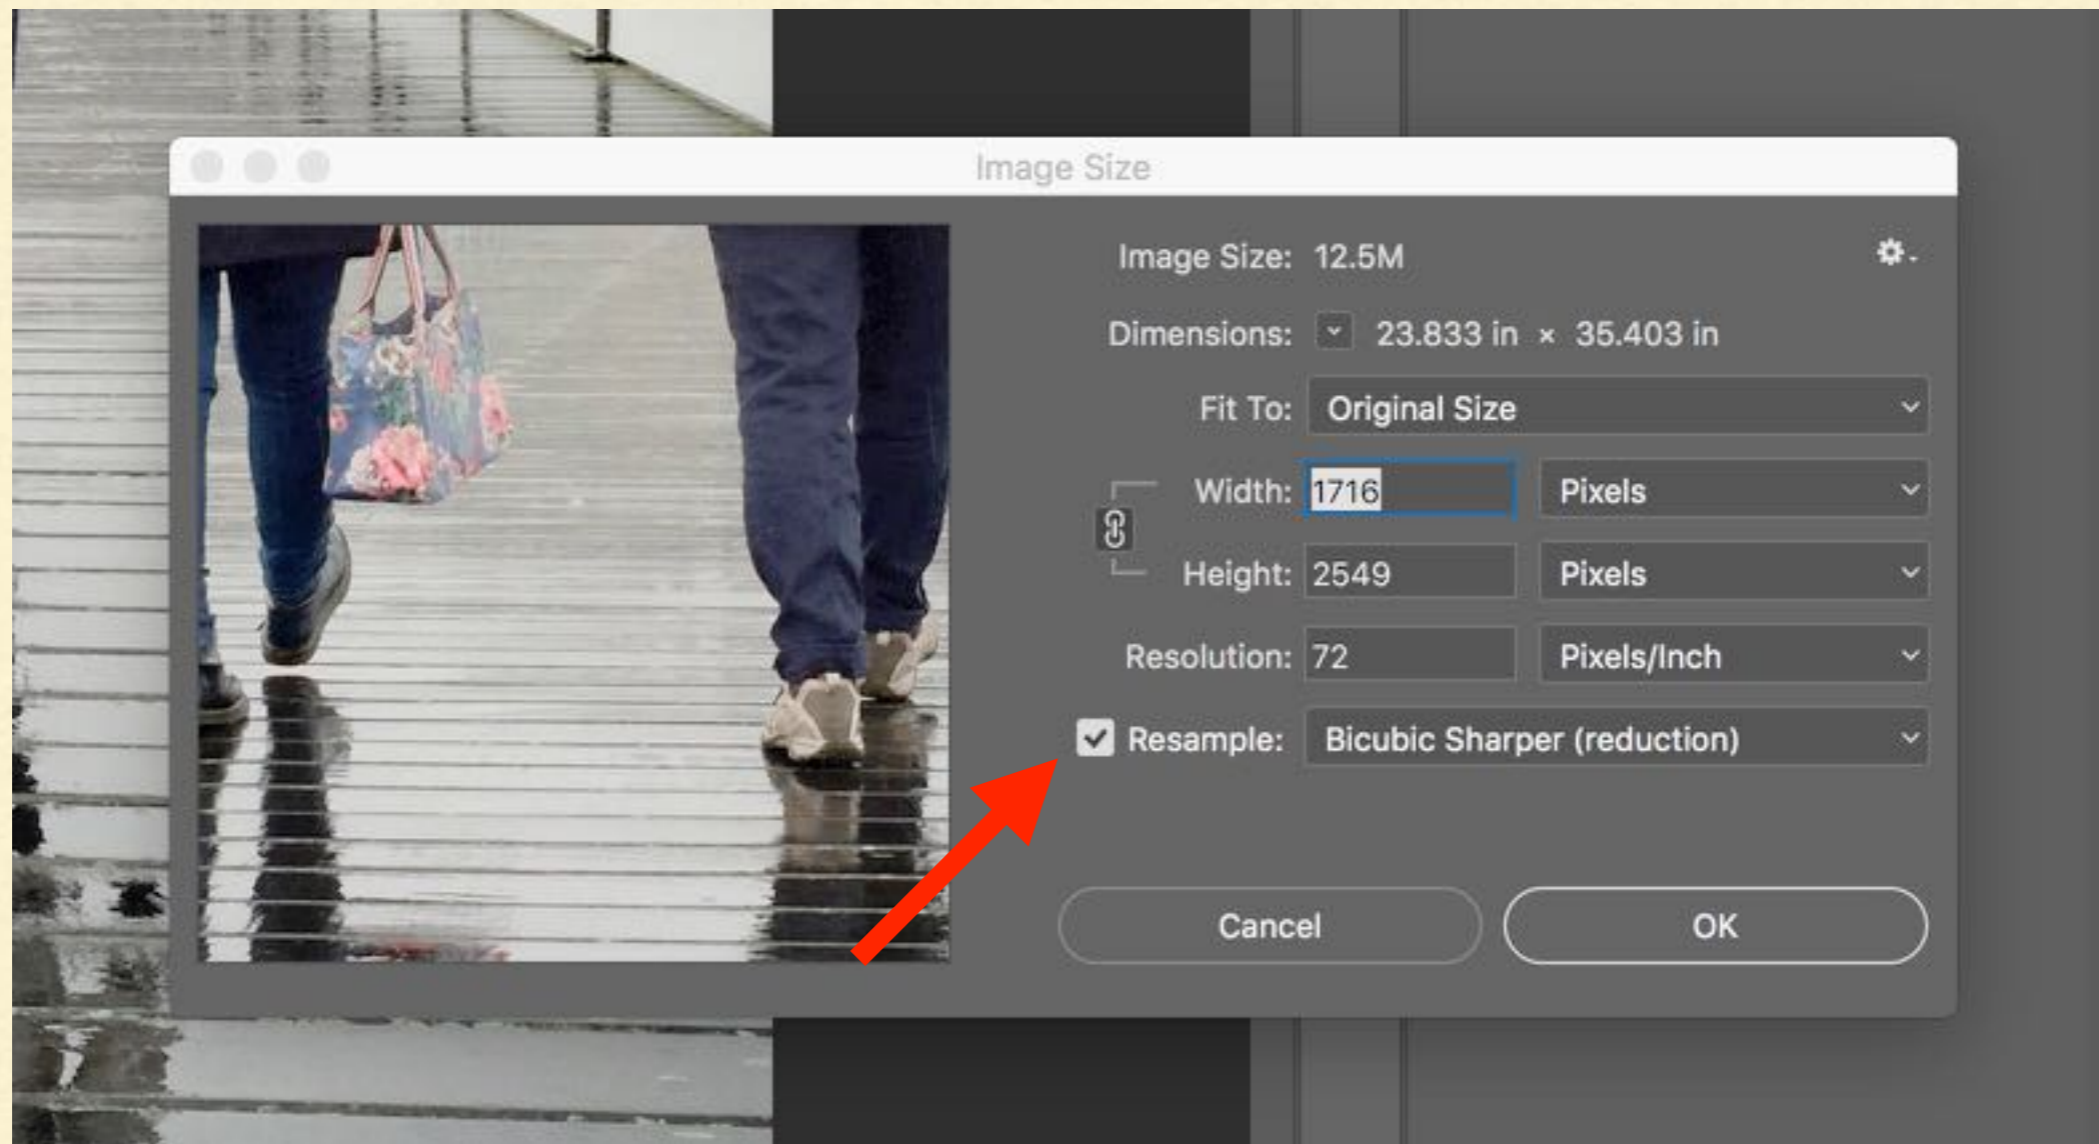 Image Size
Image Size: 12.5M
Dimensions: 23.833 in × 35.403 in
Fit To: Original Size
Width: 1716 Pixels
Height: 2549 Pixels
Resolution: 72 Pixels/Inch
Resample: Bicubic Sharper (reduction)
Cancel OK